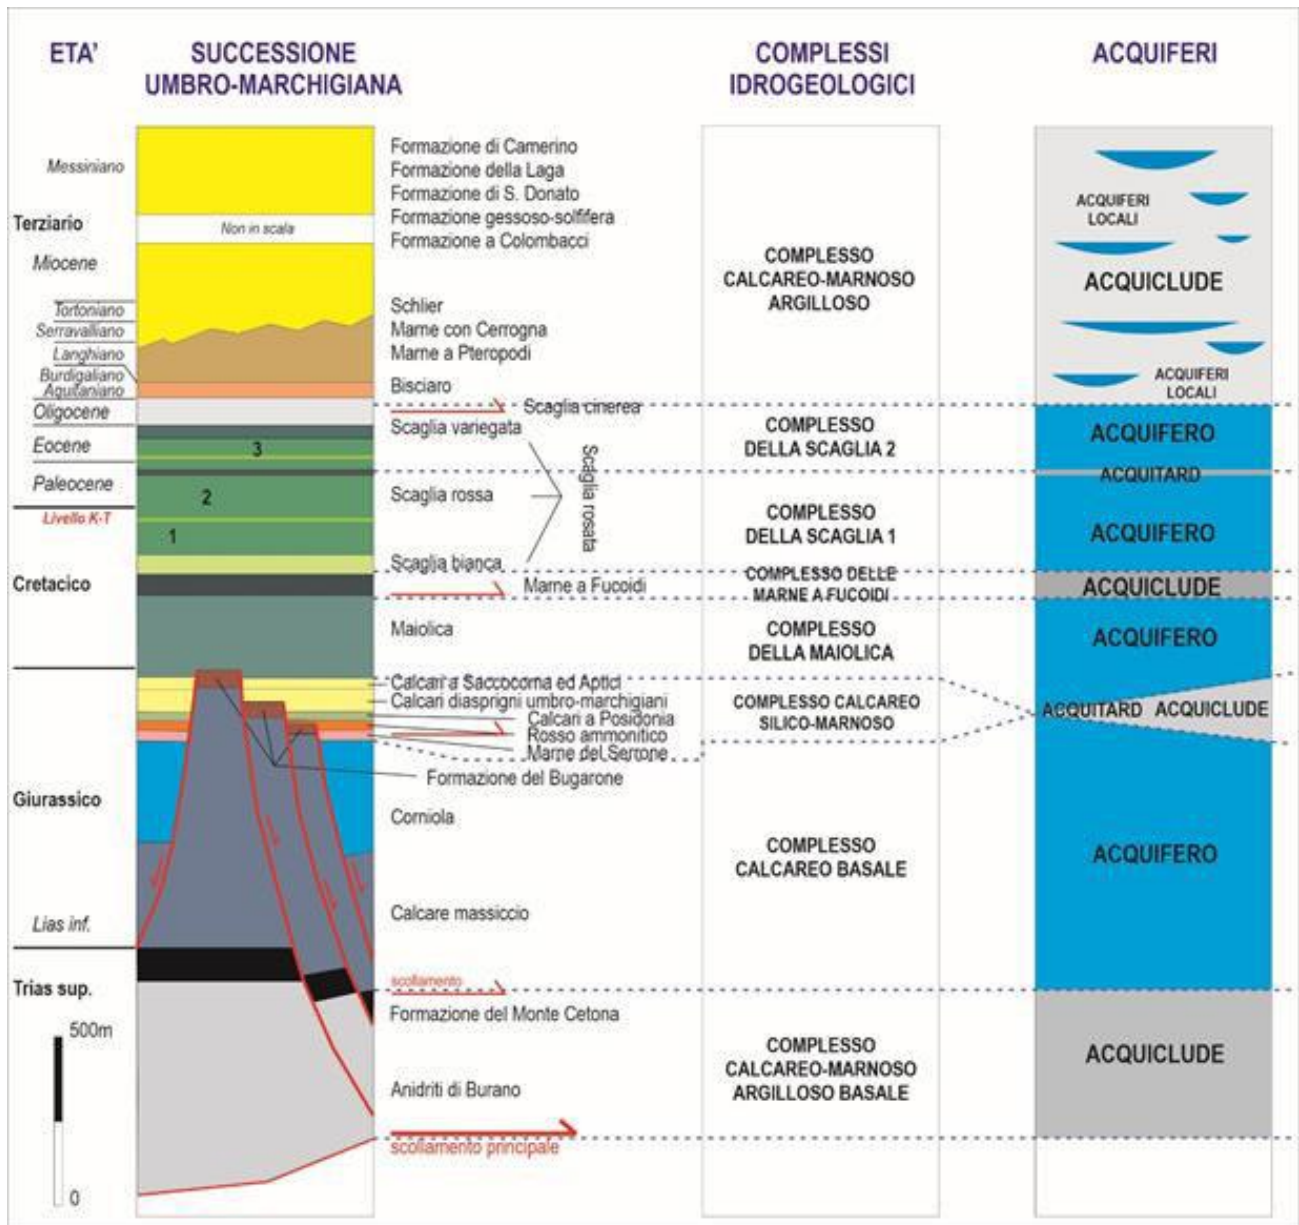 ETA'
SUCCESSIONE
UMBRO-MARCHIGIANA
COMPLESSI
IDROGEOLOGICI
ACQUIFERI
Messiniano
Terziario
Miocene
Tortoniano
Serravalliano
Langhiano
Burdigaliano
Aquitaniano
Oligocene
Eocene
Paleocene
Livello K-T
Cretacico
Giurassico
Lias inf.
Trias sup.
500m
0
Non in scala
3
2
1
Formazione di Camerino
Formazione della Laga
Formazione di S. Donato
Formazione gessoso-solfifera
Formazione a Colombacci
Schlier
Marne con Cerrogna
Marne a Pteropodi
Bisciaro
Scaglia cinerea
Scaglia variegata
Scaglia rossa
Scaglia rosata
Scaglia bianca
Marne a Fucoidi
Maiolica
Calcari a Saccocoma ed Aptici
Calcari diasprigni umbro-marchigiani
Calcari a Posidonia
Rosso ammonitico
Marne del Serrone
Formazione del Bugarone
Corniola
Calcare massiccio
scollamento
Formazione del Monte Cetona
Anidriti di Burano
scollamento principale
COMPLESSO
CALCAREO-MARNOSO
ARGILLOSO
COMPLESSO
DELLA SCAGLIA 2
COMPLESSO
DELLA SCAGLIA 1
COMPLESSO DELLE
MARNE A FUCOIDI
COMPLESSO
DELLA MAIOLICA
COMPLESSO CALCAREO
SILICO-MARNOSO
COMPLESSO
CALCAREO BASALE
COMPLESSO
CALCAREO-MARNOSO
ARGILLOSO BASALE
ACQUIFERI
LOCALI
ACQUICLUDE
ACQUIFERI
LOCALI
ACQUIFERO
ACQUITARD
ACQUIFERO
ACQUICLUDE
ACQUIFERO
ACQUITARD ACQUICLUDE
ACQUIFERO
ACQUICLUDE